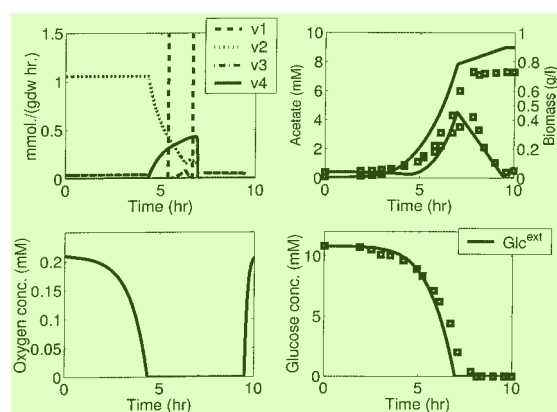 mmol./(gdw hr.)
1.5
1
0.5
0
0
5
10
Time (hr)
v1
v2
v3
v4
Acetate (mM)
10
8
6
4
2
0
0
5
10
Time (hr)
1
0.8
0.6
0.4
0.2
0
Biomass (g/l)
Oxygen conc. (mM)
0.2
0.15
0.1
0.05
0
0
5
10
Time (hr)
Glucose conc. (mM)
10
5
0
0
5
10
Time (hr)
Glc^ext